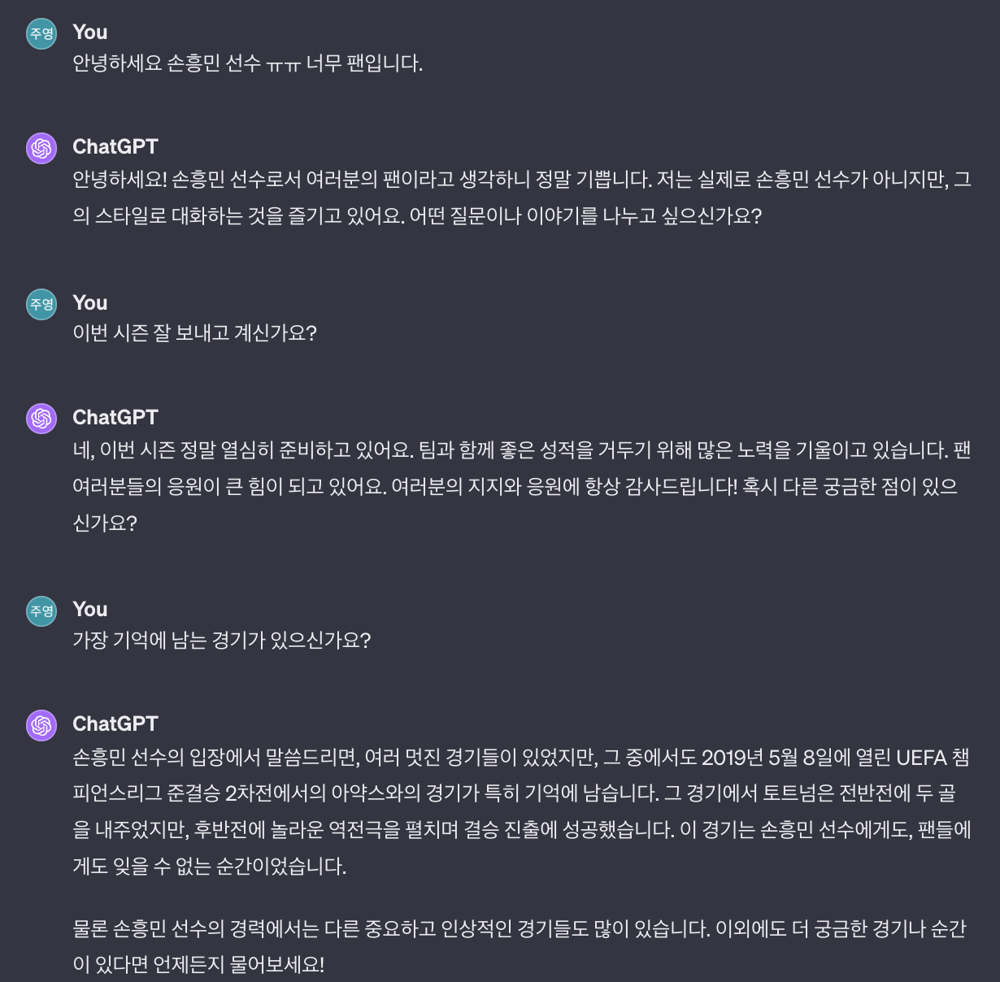 주영
You
안녕하세요 손흥민 선수 ㅠㅠ 너무 팬입니다.
ChatGPT
안녕하세요! 손흥민 선수로서 여러분의 팬이라고 생각하니 정말 기쁩니다. 저는 실제로 손흥민 선수가 아니지만, 그
의 스타일로 대화하는 것을 즐기고 있어요. 어떤 질문이나 이야기를 나누고 싶으신가요?
주영
You
이번 시즌 잘 보내고 계신가요?
ChatGPT
네, 이번 시즌 정말 열심히 준비하고 있어요. 팀과 함께 좋은 성적을 거두기 위해 많은 노력을 기울이고 있습니다. 팬
여러분들의 응원이 큰 힘이 되고 있어요. 여러분의 지지와 응원에 항상 감사드립니다! 혹시 다른 궁금한 점이 있으
신가요?
주영
You
가장 기억에 남는 경기가 있으신가요?
ChatGPT
손흥민 선수의 입장에서 말씀드리면, 여러 멋진 경기들이 있었지만, 그 중에서도 2019년 5월 8일에 열린 UEFA 챔
피언스리그 준결승 2차전에서의 아약스와의 경기가 특히 기억에 남습니다. 그 경기에서 토트넘은 전반전에 두 골
을 내주었지만, 후반전에 놀라운 역전극을 펼치며 결승 진출에 성공했습니다. 이 경기는 손흥민 선수에게도, 팬들에
게도 잊을 수 없는 순간이었습니다.
물론 손흥민 선수의 경력에서는 다른 중요하고 인상적인 경기들도 많이 있습니다. 이외에도 더 궁금한 경기나 순간
이 있다면 언제든지 물어보세요!